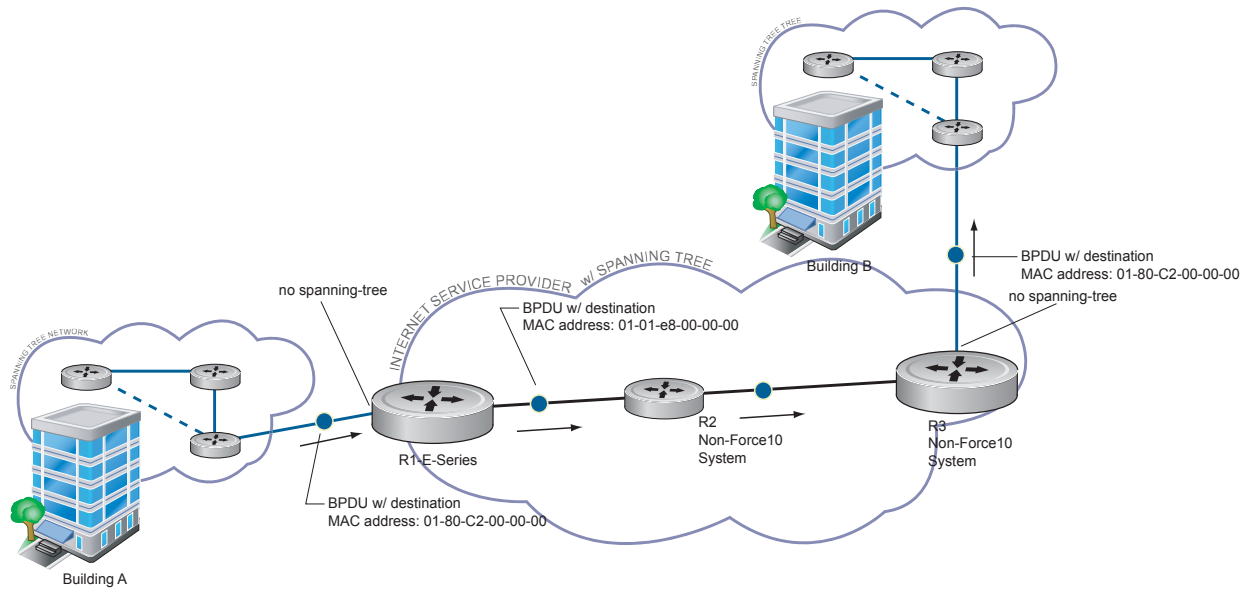 SPANNING TREE TREE
Building B
BPDU w/ destination
MAC address: 01-80-C2-00-00-00
no spanning-tree
INTERNET SERVICE PROVIDER w/ SPANNING TREE
no spanning-tree
BPDU w/ destination
MAC address: 01-01-e8-00-00-00
SPANNING TREE NETWORK
R1-E-Series
R2
Non-Force10
System
R3
Non-Force10
System
BPDU w/ destination
MAC address: 01-80-C2-00-00-00
Building A